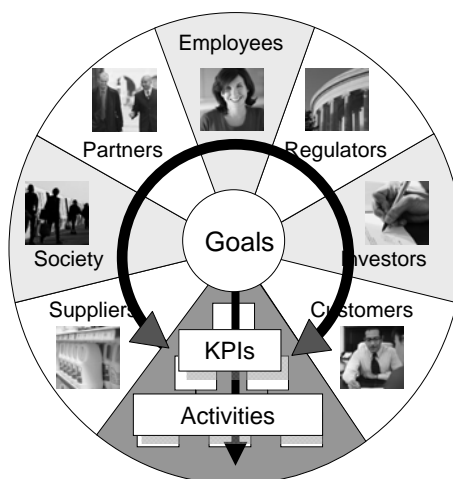 Employees
Partners
Regulators
Society
Goals
Investors
Suppliers
Customers
KPIs
Activities